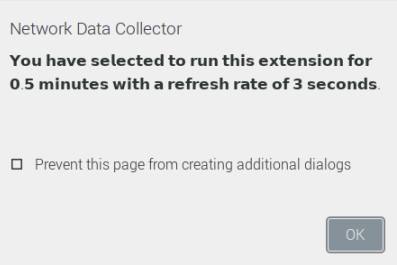 Network Data Collector
You have selected to run this extension for
0.5 minutes with a refresh rate of 3 seconds.
Prevent this page from creating additional dialogs
OK